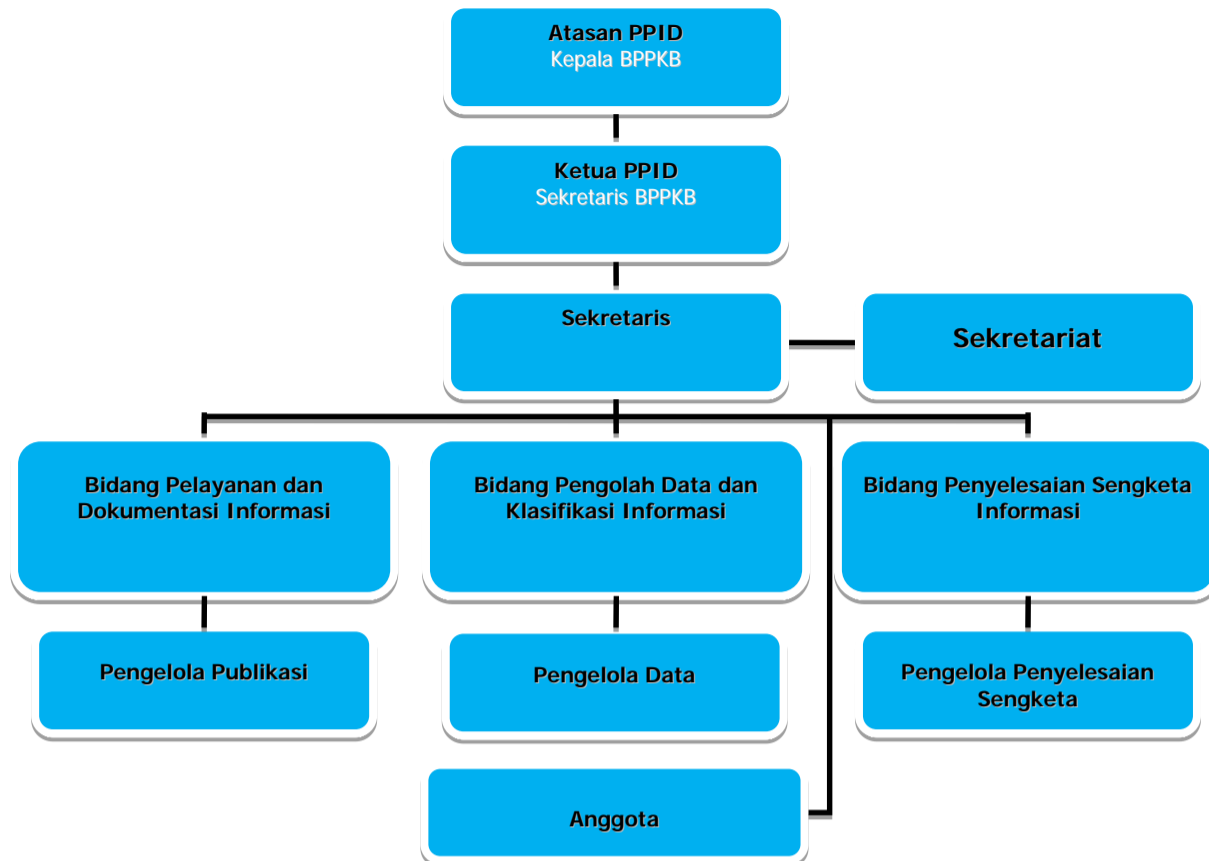 Atasan PPID
Kepala BPPKB
Ketua PPID
Sekretaris BPPKB
Sekretaris
Sekretariat
Bidang Pelayanan dan
Dokumentasi Informasi
Bidang Pengolah Data dan
Klasifikasi Informasi
Bidang Penyelesaian Sengketa
Informasi
Pengelola Publikasi
Pengelola Data
Pengelola Penyelesaian
Sengketa
Anggota